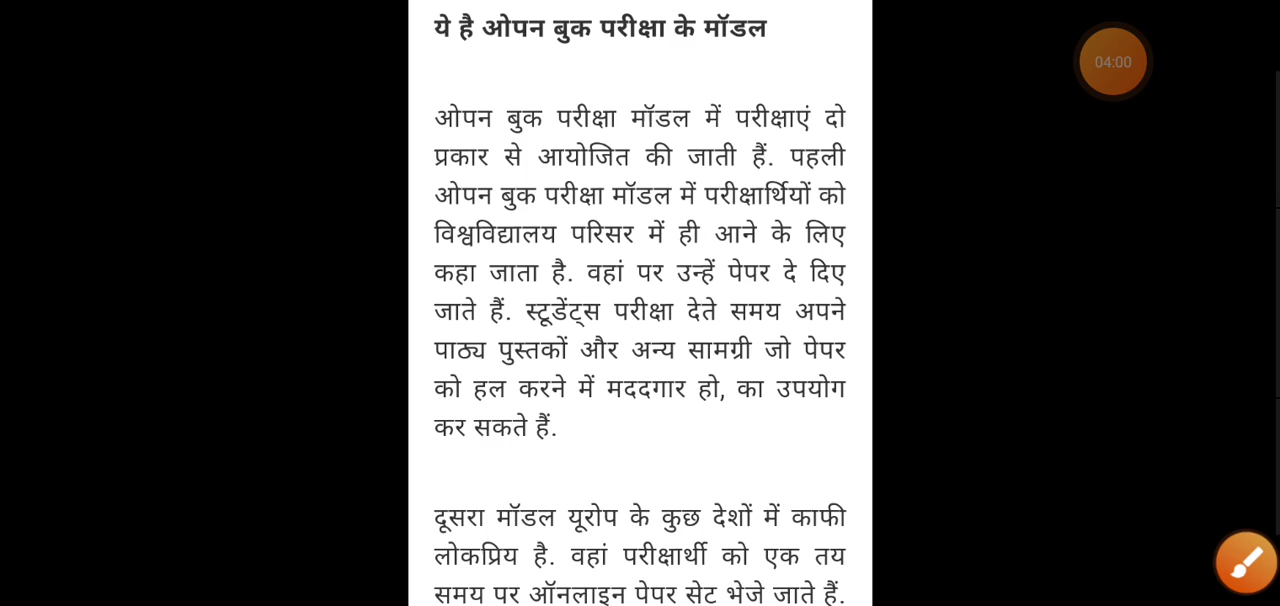 ये है ओपन बुक परीक्षा के मॉडल
04:00
ओपन बुक परीक्षा मॉडल में परीक्षाएं दो
प्रकार से आयोजित की जाती हैं. पहली
ओपन बुक परीक्षा मॉडल में परीक्षार्थियों को
विश्वविद्यालय परिसर में ही आने के लिए
कहा जाता है. वहां पर उन्हें पेपर दे दिए
जाते हैं. स्टूडेंट्स परीक्षा देते समय अपने
पाठ्य पुस्तकों और अन्य सामग्री जो पेपर
को हल करने में मददगार हो, का उपयोग
कर सकते हैं.
दूसरा मॉडल यूरोप के कुछ देशों में काफी
लोकप्रिय है. वहां परीक्षार्थी को एक तय
समय पर ऑनलाइन पेपर सेट भेजे जाते हैं.